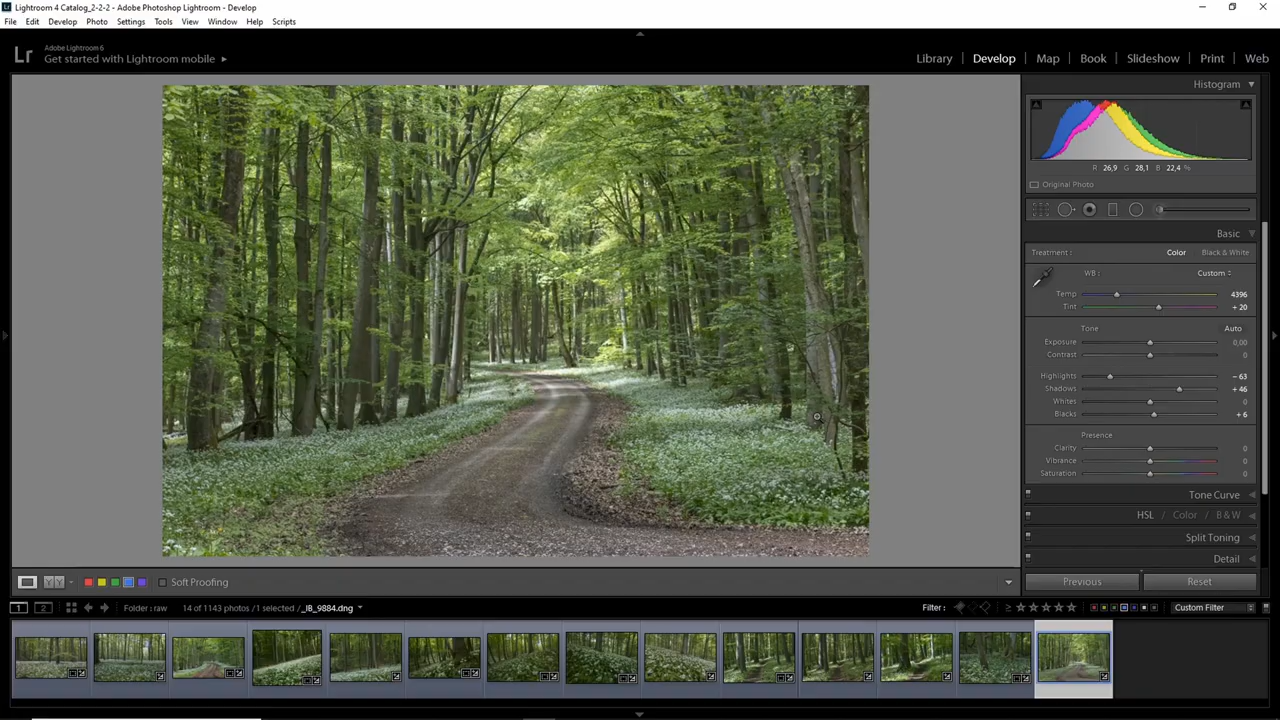 Lightroom 4 Catalog_2-2-2 - Adobe Photoshop Lightroom - Develop
File Edit Develop Photo Settings Tools View Window Help Scripts
Lr
Adobe Lightroom 6
Get started with Lightroom mobile
Library | Develop | Map | Book | Slideshow | Print | Web
Histogram
R 26,9 G 28,1 B 22,4 %
Original Photo
Basic
Treatment : Color Black & White
WB : Custom
Temp 4396
Tint + 20
Tone Auto
Exposure 0,00
Contrast 0
Highlights − 63
Shadows + 46
Whites 0
Blacks + 6
Presence
Clarity 0
Vibrance 0
Saturation 0
Tone Curve
HSL / Color / B & W
Split Toning
Detail
Previous Reset
YY Soft Proofing
1 2 Folder : raw 14 of 1143 photos / 1 selected / _IB_9884.dng Filter : ≥ Custom Filter